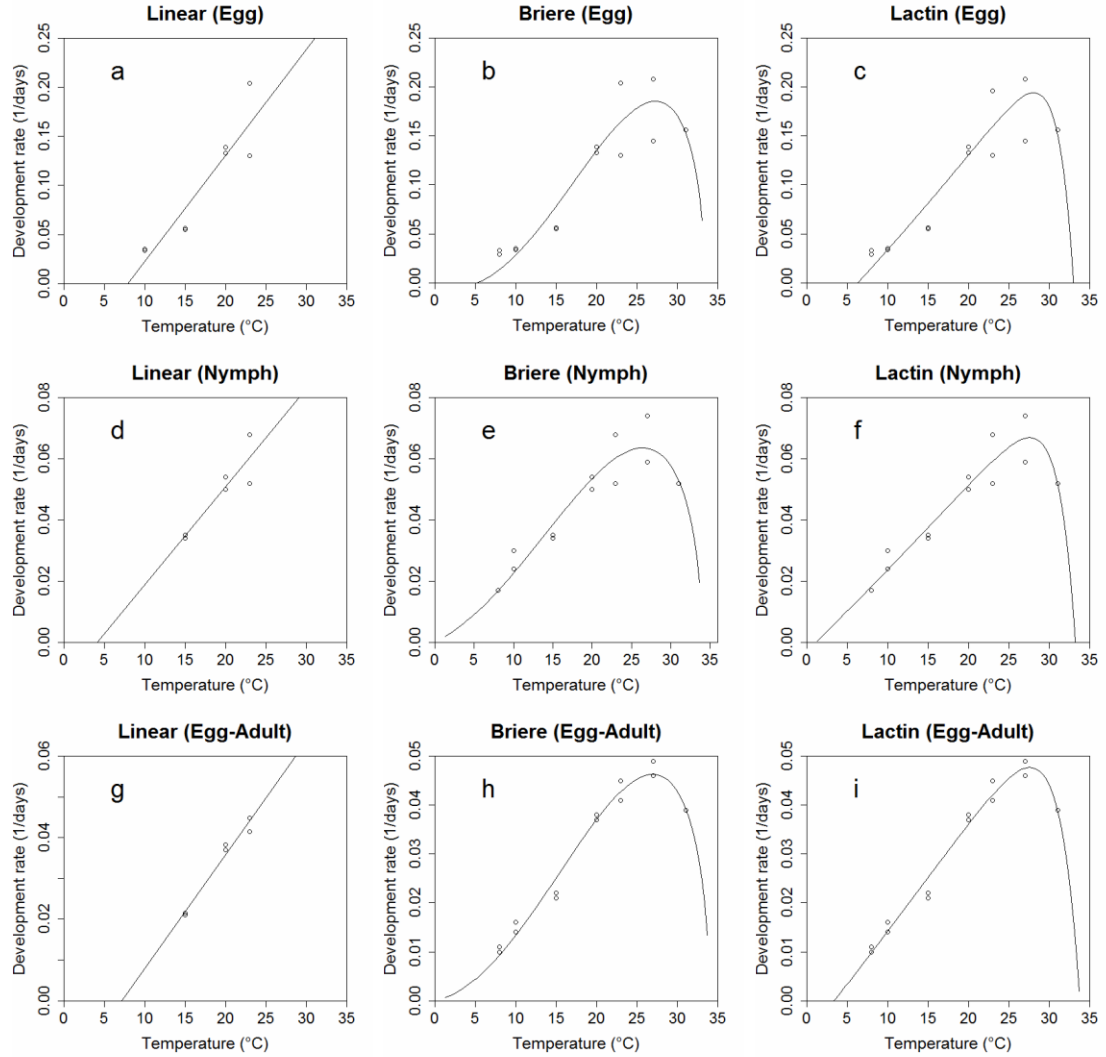 Linear (Egg)
Briere (Egg)
Lactin (Egg)
a
b
c
Development rate (1/days)
0.00 0.05 0.10 0.15 0.20 0.25
Development rate (1/days)
0.00 0.05 0.10 0.15 0.20 0.25
Development rate (1/days)
0.00 0.05 0.10 0.15 0.20 0.25
0 5 10 15 20 25 30 35
0 5 10 15 20 25 30 35
0 5 10 15 20 25 30 35
Temperature (°C)
Temperature (°C)
Temperature (°C)
Linear (Nymph)
Briere (Nymph)
Lactin (Nymph)
d
e
f
Development rate (1/days)
0.00 0.02 0.04 0.06 0.08
Development rate (1/days)
0.00 0.02 0.04 0.06 0.08
Development rate (1/days)
0.00 0.02 0.04 0.06 0.08
0 5 10 15 20 25 30 35
0 5 10 15 20 25 30 35
0 5 10 15 20 25 30 35
Temperature (°C)
Temperature (°C)
Temperature (°C)
Linear (Egg-Adult)
Briere (Egg-Adult)
Lactin (Egg-Adult)
g
h
i
Development rate (1/days)
0.00 0.02 0.04 0.06
Development rate (1/days)
0.00 0.01 0.02 0.03 0.04 0.05
Development rate (1/days)
0.00 0.01 0.02 0.03 0.04 0.05
0 5 10 15 20 25 30 35
0 5 10 15 20 25 30 35
0 5 10 15 20 25 30 35
Temperature (°C)
Temperature (°C)
Temperature (°C)